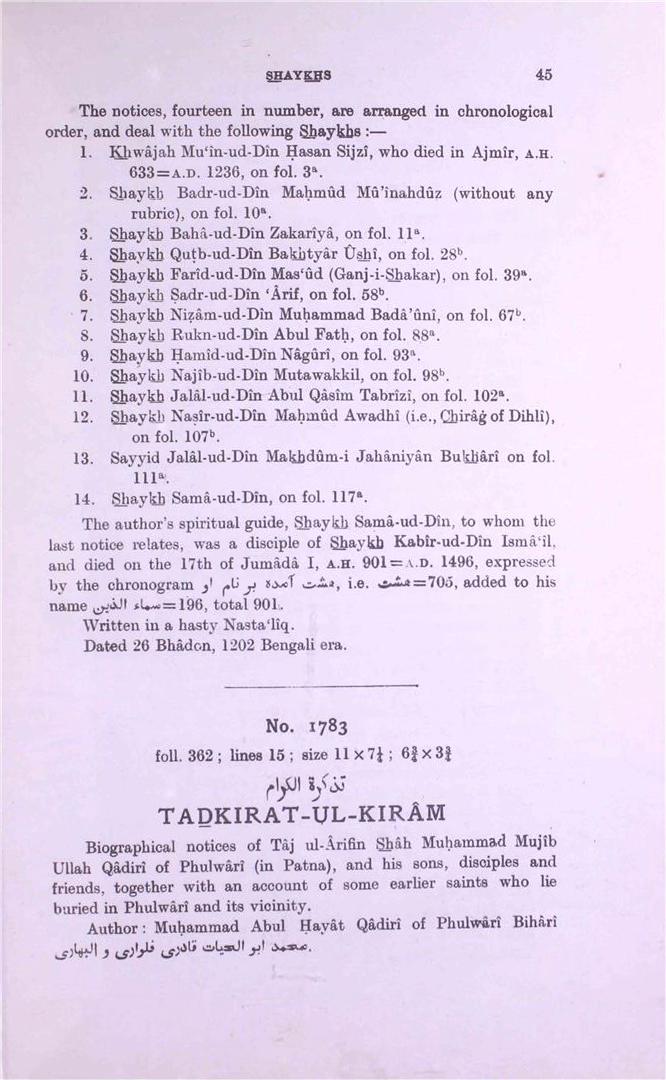 SHAYKHS 45
The notices, fourteen in number, are arranged in chronological
order, and deal with the following Shaykhs :—
1. Khwâjah Mu‘în-ud-Dîn Ḥasan Sijzî, who died in Ajmîr, A.H.
633=A.D. 1236, on fol. 3ᵃ.
2. Shaykh Badr-ud-Dîn Maḥmûd Mû’inahdûz (without any
rubric), on fol. 10ᵃ.
3. Shaykh Bahâ-ud-Dîn Zakarîyâ, on fol. 11ᵃ.
4. Shaykh Quṭb-ud-Dîn Bakhtyâr Ûshî, on fol. 28ᵇ.
5. Shaykh Farîd-ud-Dîn Mas‘ûd (Ganj-i-Shakar), on fol. 39ᵃ.
6. Shaykh Ṣadr-ud-Dîn ‘Ârif, on fol. 58ᵇ.
7. Shaykh Niẓâm-ud-Dîn Muḥammad Badâ’ûnî, on fol. 67ᵇ.
8. Shaykh Rukn-ud-Dîn Abul Fatḥ, on fol. 88ᵃ.
9. Shaykh Ḥamîd-ud-Dîn Nâgûrî, on fol. 93ᵃ.
10. Shaykh Najîb-ud-Dîn Mutawakkil, on fol. 98ᵇ.
11. Shaykh Jalâl-ud-Dîn Abul Qâsîm Tabrîzî, on fol. 102ᵃ.
12. Shaykh Naṣîr-ud-Dîn Maḥmûd Awadhî (i.e., Chirâġ of Dihlî),
on fol. 107ᵇ.
13. Sayyid Jalâl-ud-Dîn Makhdûm-i Jahâniyân Bukhârî on fol.
111ᵃ.
14. Shaykh Samâ-ud-Dîn, on fol. 117ᵃ.
The author’s spiritual guide, Shaykh Samâ-ud-Dîn, to whom the
last notice relates, was a disciple of Shaykh Kabîr-ud-Dîn Ismâ‘îl,
and died on the 17th of Jumâdâ I, A.H. 901=A.D. 1496, expressed
by the chronogram هشت آمده بر نام او, i.e. هشت=705, added to his
name سماء الدين=196, total 901.
Written in a hasty Nasta‘lîq.
Dated 26 Bhâdon, 1202 Bengali era.
No. 1783
foll. 362 ; lines 15 ; size 11 × 7¼ ; 6¾ × 3¾
تذكرة الكرام
TAḎKIRAT-UL-KIRÂM
Biographical notices of Tâj ul-Ârifîn Shâh Muḥammad Mujîb
Ullah Qâdirî of Phulwârî (in Patna), and his sons, disciples and
friends, together with an account of some earlier saints who lie
buried in Phulwârî and its vicinity.
Author : Muḥammad Abul Ḥayât Qâdirî of Phulwârî Bihârî
محمد ابو الحيات قادرى فلوارى و البهارى.